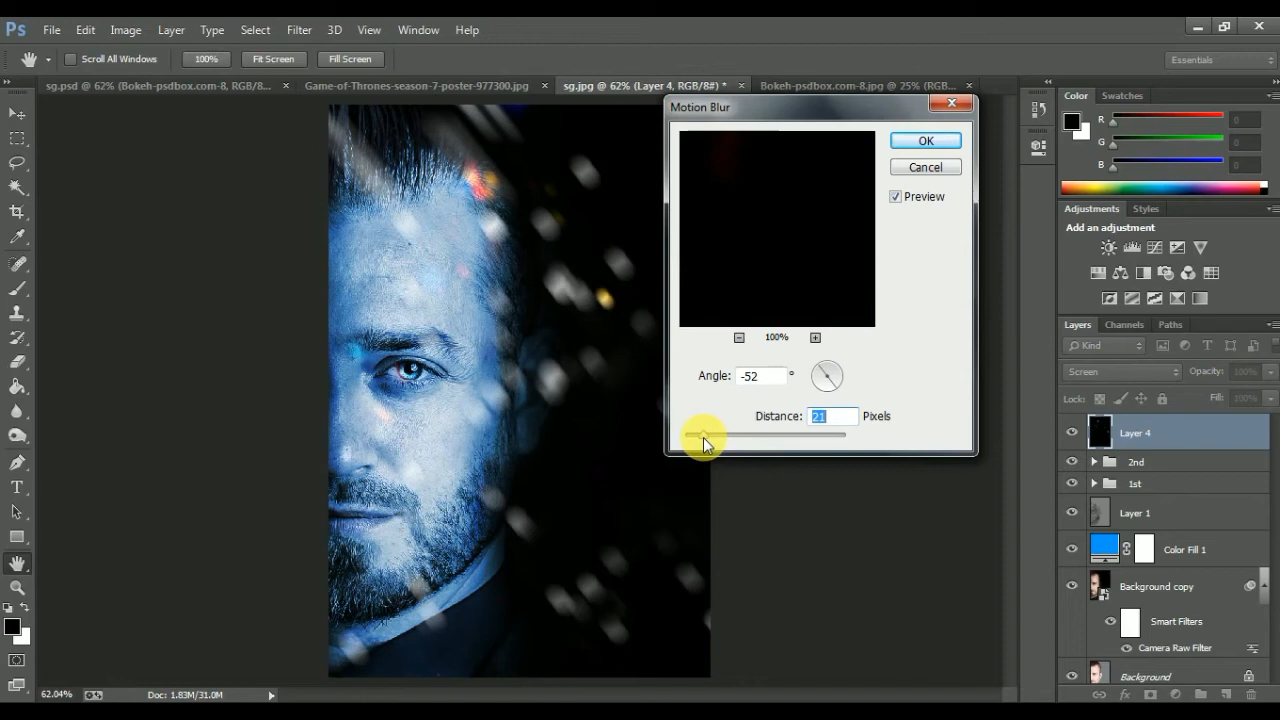 Ps File Edit Image Layer Type Select Filter 3D View Window Help
Scroll All Windows 100% Fit Screen Fill Screen Essentials
sg.psd @ 62% (Bokeh-psdbox.com-8, RGB/8... × Game-of-Thrones-season-7-poster-977300.jpg × sg.jpg @ 62% (Layer 4, RGB/8#) * × Bokeh-psdbox.com-8.jpg @ 25% (RGB... ×
Motion Blur
OK
Cancel
Preview
100%
Angle: -52 °
Distance: 21 Pixels
Color Swatches
R 0
G 0
B 0
Adjustments Styles
Add an adjustment
Layers Channels Paths
Kind
Screen Opacity: 100%
Lock: Fill: 100%
Layer 4
2nd
1st
Layer 1
Color Fill 1
Background copy
Smart Filters
Camera Raw Filter
Background
62.04% Doc: 1.83M/31.0M